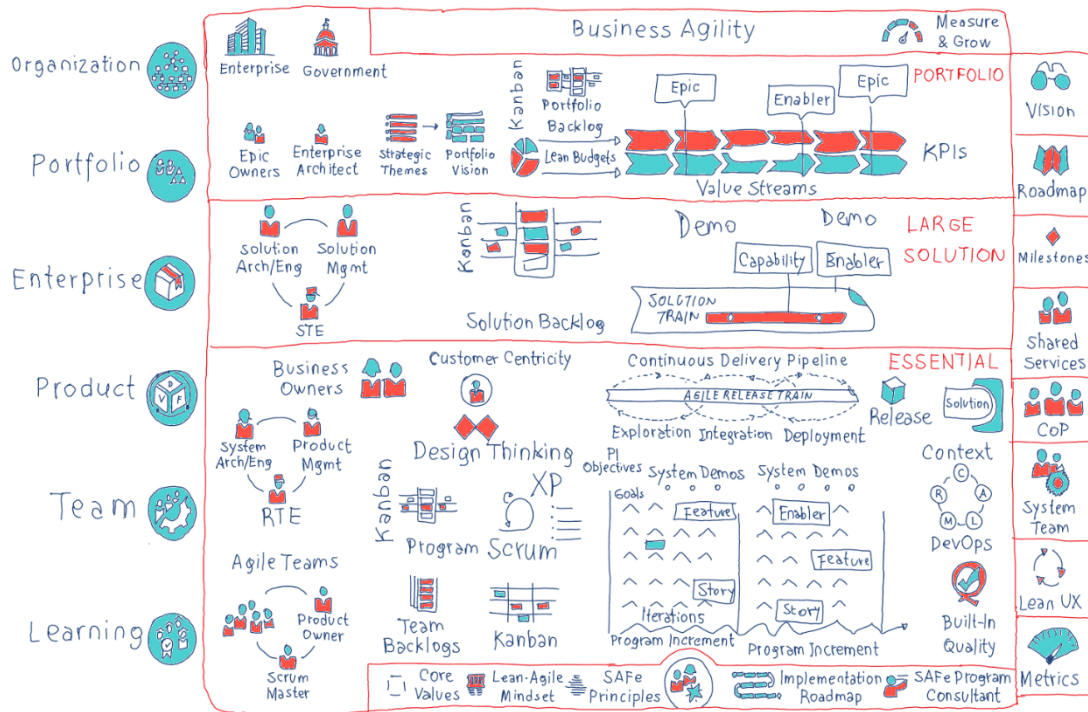 Business Agility
Measure
& Grow
Organization
Portfolio
Enterprise
Product
Team
Learning
Enterprise
Government
Epic
Owners
Enterprise
Architect
Strategic
Themes
Portfolio
Vision
Kanban
Portfolio
Backlog
Lean Budgets
Epic
Enabler
Epic
PORTFOLIO
KPIs
Value Streams
Solution
Arch/Eng
Solution
Mgmt
STE
Kanban
Solution Backlog
Demo
Demo
Capability
Enabler
LARGE
SOLUTION
SOLUTION
TRAIN
Business
Owners
Customer Centricity
Design Thinking
Continuous Delivery Pipeline
AGILE RELEASE TRAIN
Exploration Integration Deployment
ESSENTIAL
Release
Solution
System
Arch/Eng
Product
Mgmt
RTE
Kanban
Program
XP
Scrum
PI
Objectives
System Demos
System Demos
Goals
Feature
Enabler
Feature
Story
Story
Iterations
Program Increment
Program Increment
Context
C
R
A
M
L
DevOps
Built-In
Quality
Agile Teams
Product
Owner
Scrum
Master
Team
Backlogs
Kanban
Vision
Roadmap
Milestones
Shared
Services
CoP
System
Team
Lean UX
Metrics
Core
Values
Lean-Agile
Mindset
SAFe
Principles
Implementation
Roadmap
SAFe Program
Consultant
D
V
F